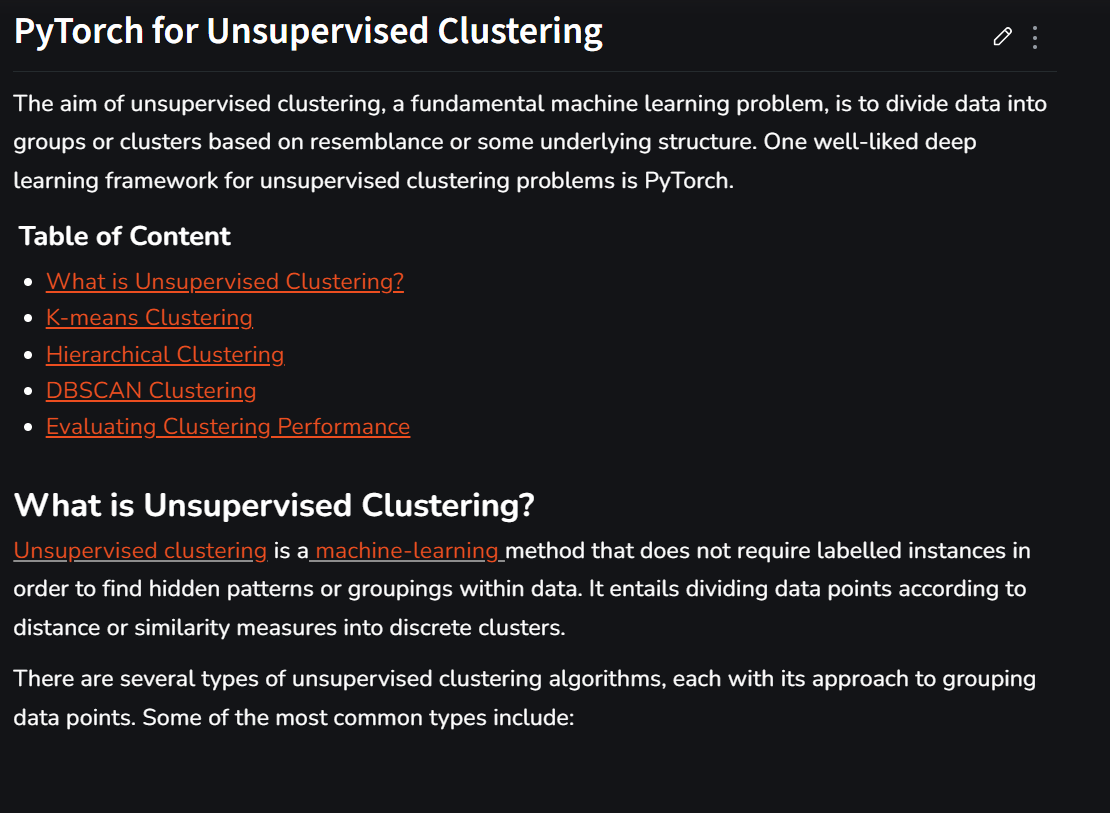 PyTorch for Unsupervised Clustering
The aim of unsupervised clustering, a fundamental machine learning problem, is to divide data into
groups or clusters based on resemblance or some underlying structure. One well-liked deep
learning framework for unsupervised clustering problems is PyTorch.
Table of Content
What is Unsupervised Clustering?
K-means Clustering
Hierarchical Clustering
DBSCAN Clustering
Evaluating Clustering Performance
What is Unsupervised Clustering?
Unsupervised clustering is a machine-learning method that does not require labelled instances in
order to find hidden patterns or groupings within data. It entails dividing data points according to
distance or similarity measures into discrete clusters.
There are several types of unsupervised clustering algorithms, each with its approach to grouping
data points. Some of the most common types include: